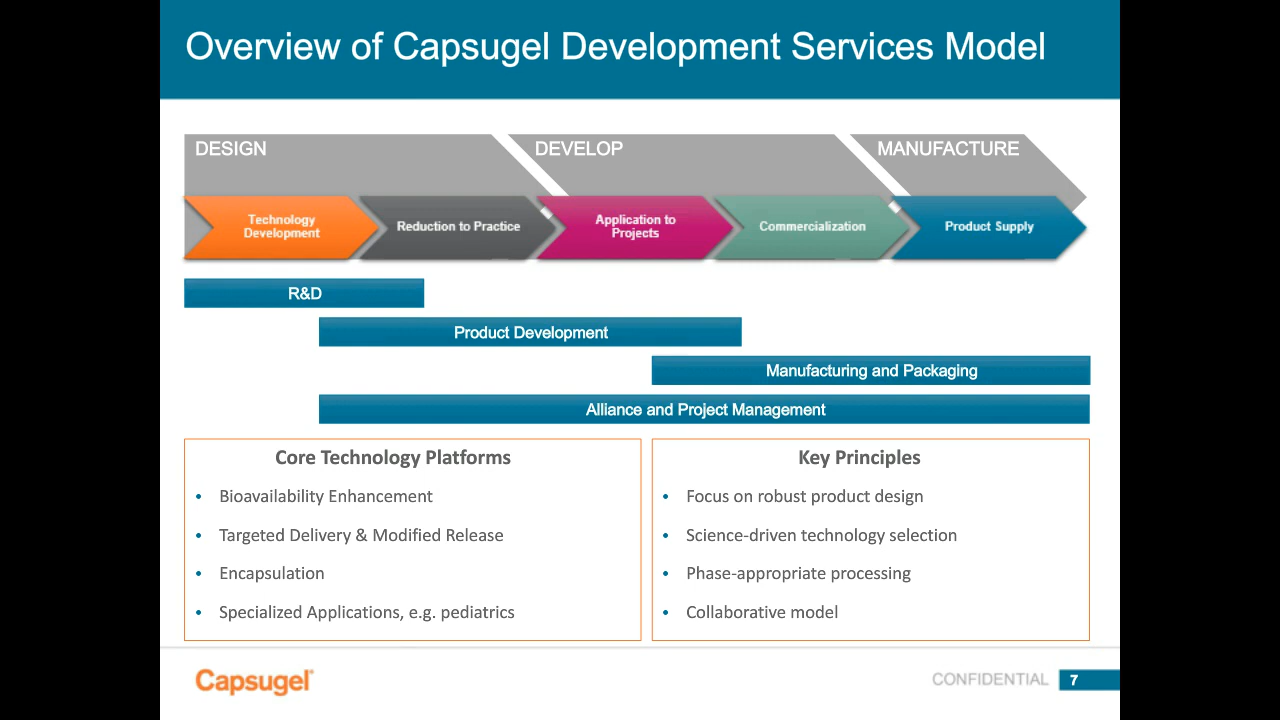 Overview of Capsugel Development Services Model
DESIGN
DEVELOP
MANUFACTURE
Technology
Development
Reduction to Practice
Application to
Projects
Commercialization
Product Supply
R&D
Product Development
Manufacturing and Packaging
Alliance and Project Management
Core Technology Platforms
• Bioavailability Enhancement
• Targeted Delivery & Modified Release
• Encapsulation
• Specialized Applications, e.g. pediatrics
Key Principles
• Focus on robust product design
• Science-driven technology selection
• Phase-appropriate processing
• Collaborative model
Capsugel®
CONFIDENTIAL 7